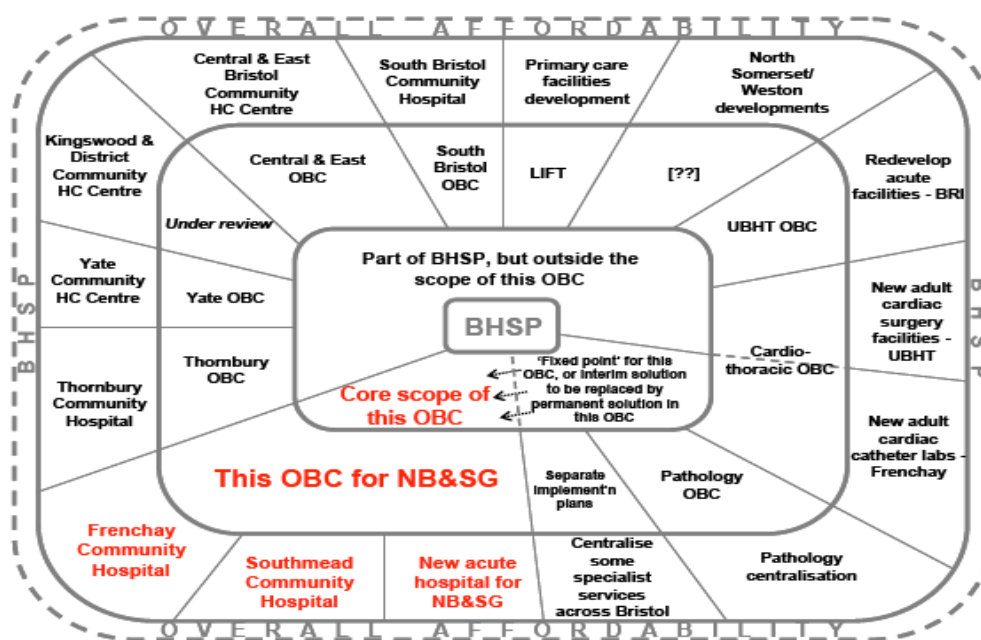 OVERALL AFFORDABILITY
Central & East
Bristol
Community
HC Centre
South Bristol
Community
Hospital
Primary care
facilities
development
North
Somerset/
Weston
developments
Kingswood &
District
Community
HC Centre
Central & East
OBC
South
Bristol
OBC
LIFT
[??]
Redevelop
acute
facilities - BRI
Under review
UBHT OBC
Part of BHSP, but outside the
scope of this OBC
Yate
Community
HC Centre
Yate OBC
BHSP
BHSP
BHSP
New adult
cardiac
surgery
facilities -
UBHT
Thornbury
OBC
Cardio-
thoracic OBC
'Fixed point' for this
OBC, or interim solution
to be replaced by
permanent solution in
this OBC
Core scope of
this OBC
Thornbury
Community
Hospital
New adult
cardiac
catheter labs -
Frenchay
This OBC for NB&SG
Separate
implement'n
plans
Pathology
OBC
Frenchay
Community
Hospital
Southmead
Community
Hospital
New acute
hospital for
NB&SG
Centralise
some
specialist
services
across Bristol
Pathology
centralisation
OVERALL AFFORDABILITY